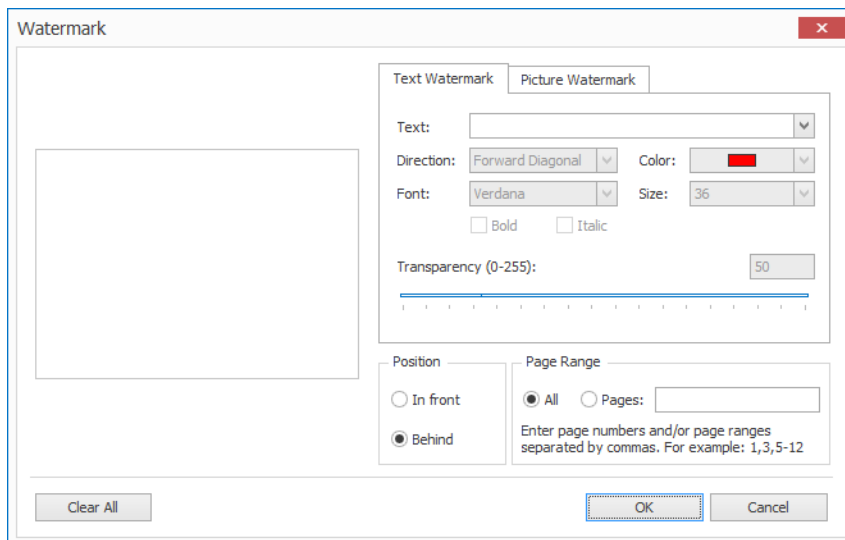 Watermark
Text Watermark
Picture Watermark
Text:
Direction: Forward Diagonal Color:
Font: Verdana Size: 36
Bold Italic
Transparency (0-255): 50
Position
In front
Behind
Page Range
All Pages:
Enter page numbers and/or page ranges
separated by commas. For example: 1,3,5-12
Clear All
OK
Cancel